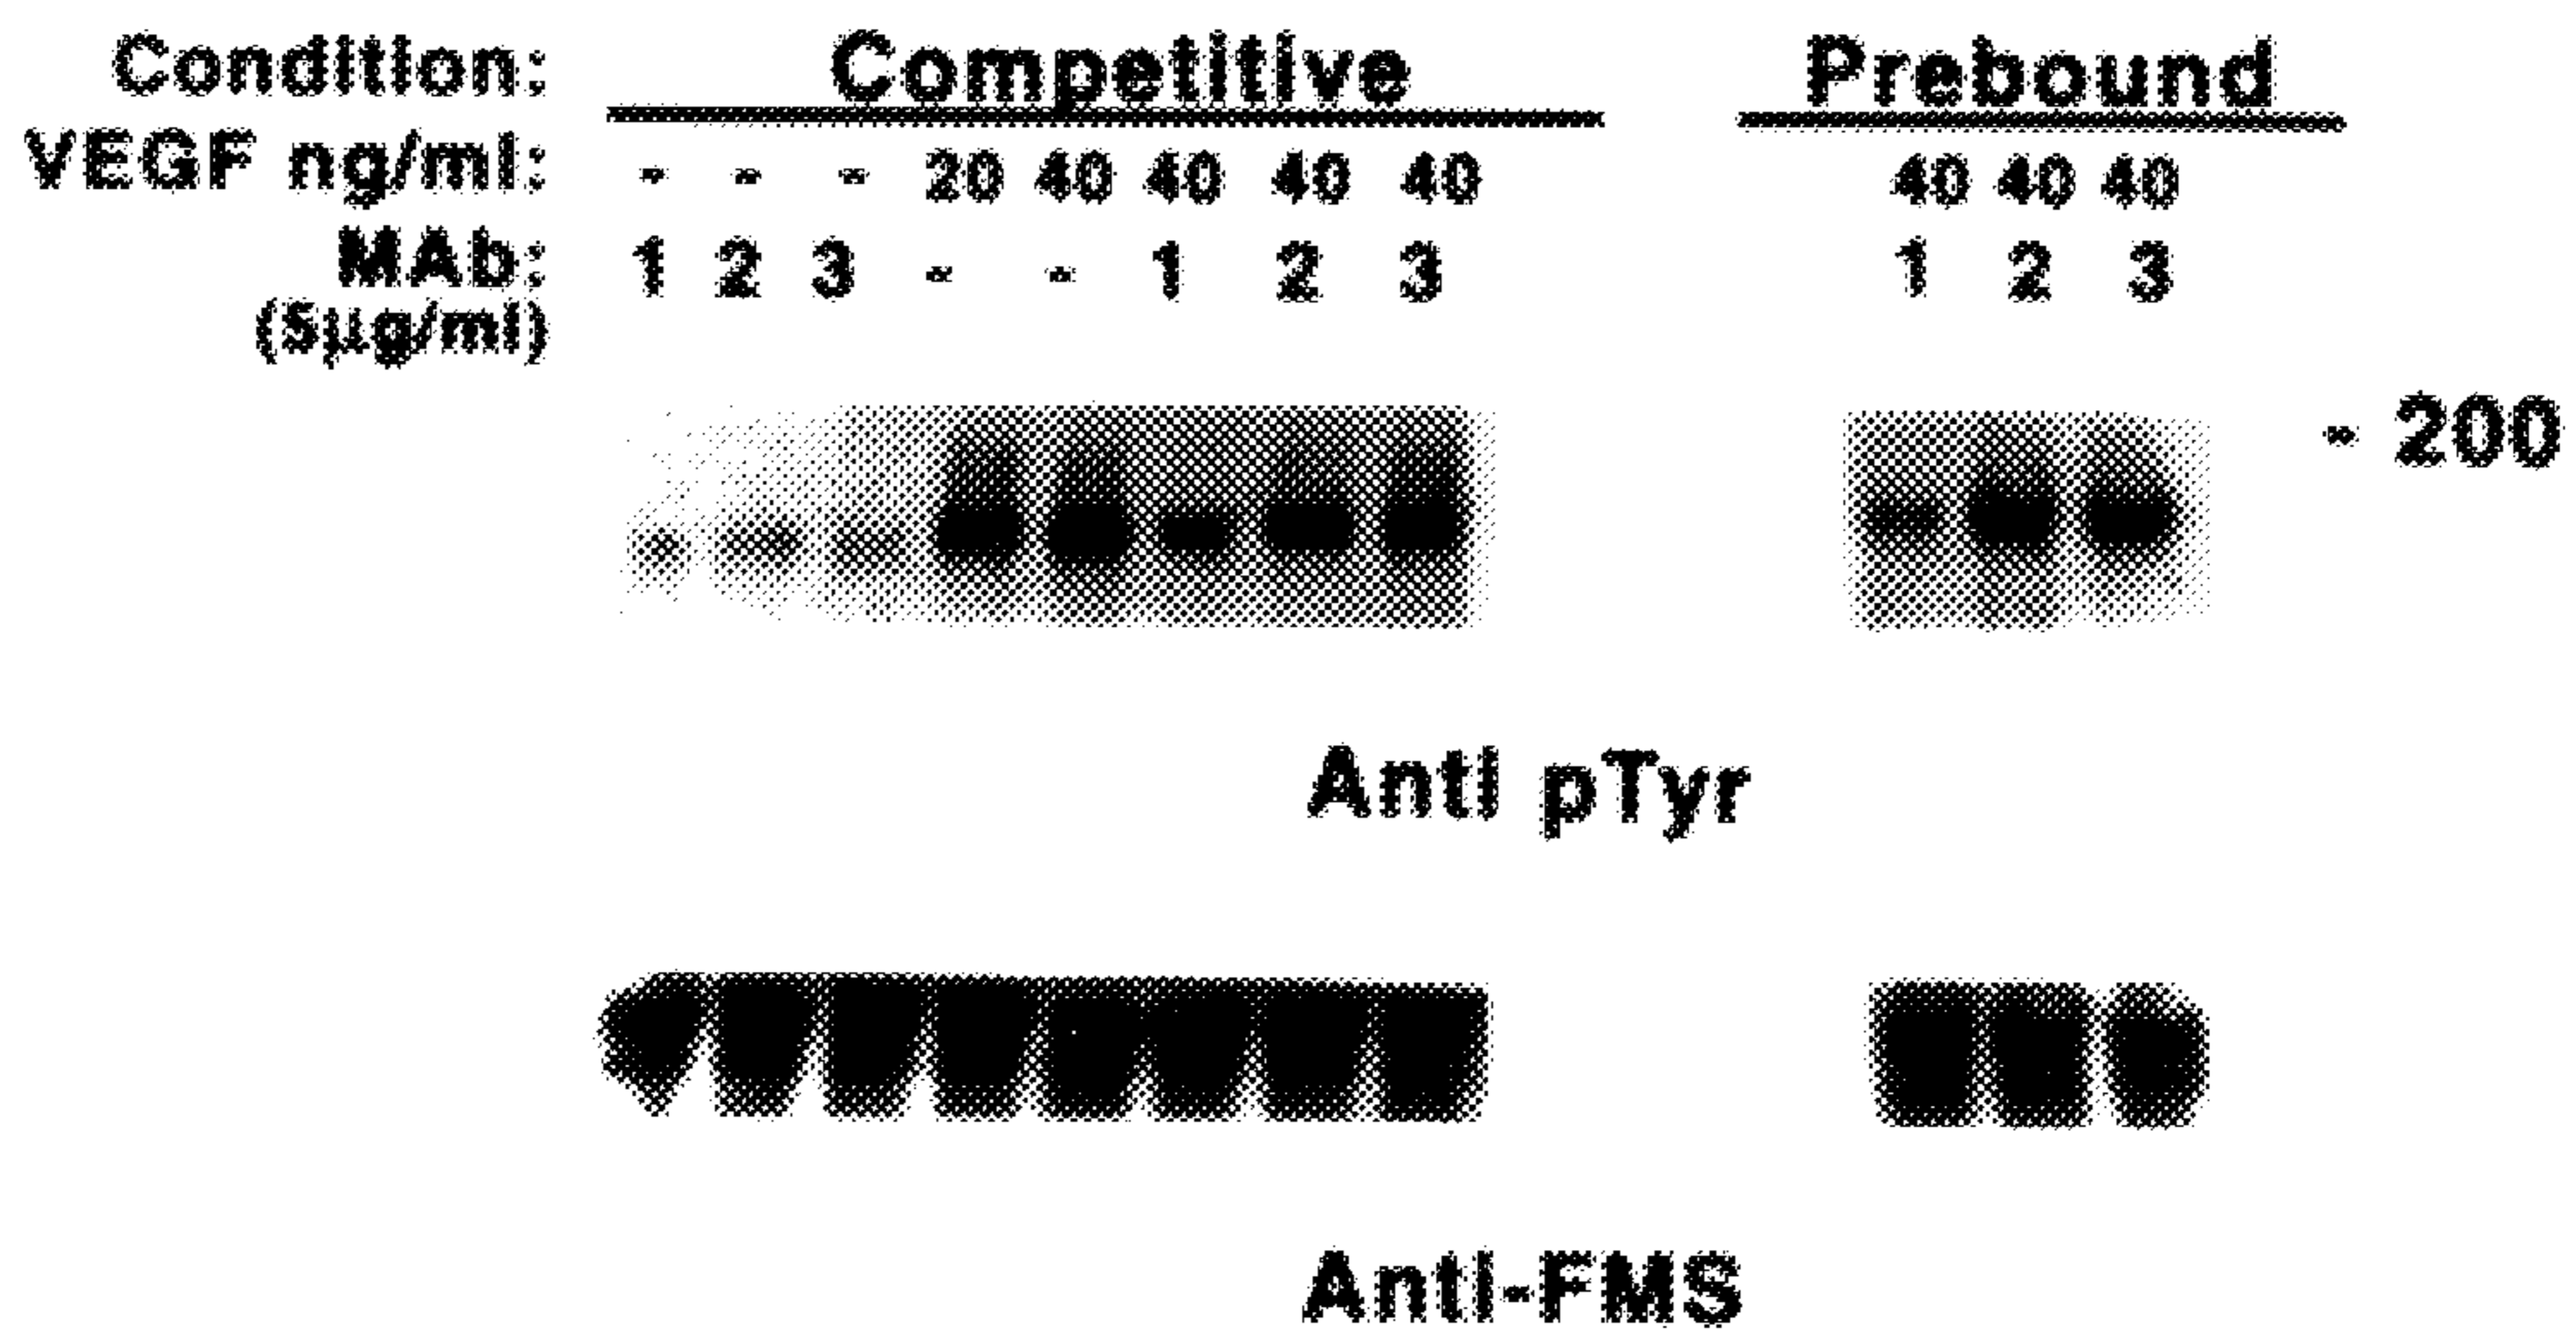 Condition: Competitive Prebound
VEGF ng/ml: - - - 20 40 40 40 40 40 40 40
MAb: 1 2 3 - - 1 2 3 1 2 3
(5µg/ml)
- 200
Anti pTyr
Anti-FMS